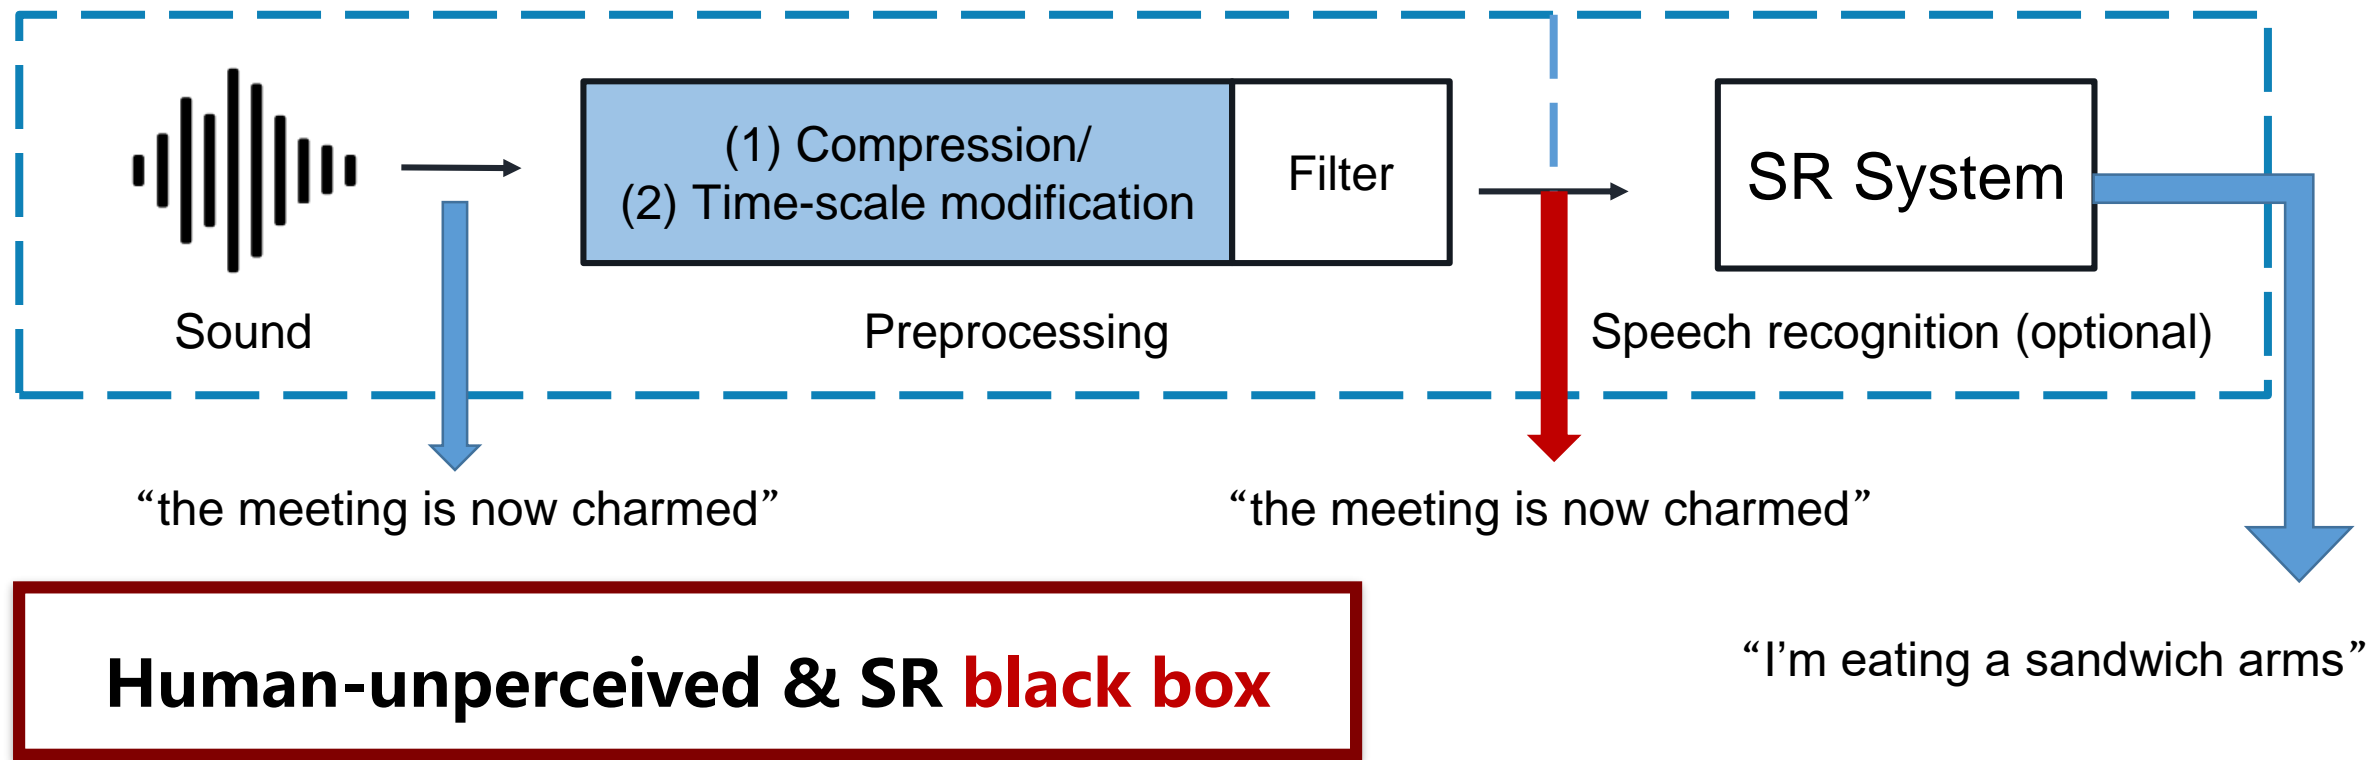 (1) Compression/
(2) Time-scale modification
Filter
SR System
Sound
Preprocessing
Speech recognition (optional)
“the meeting is now charmed”
“the meeting is now charmed”
“I’m eating a sandwich arms”
Human-unperceived & SR black box